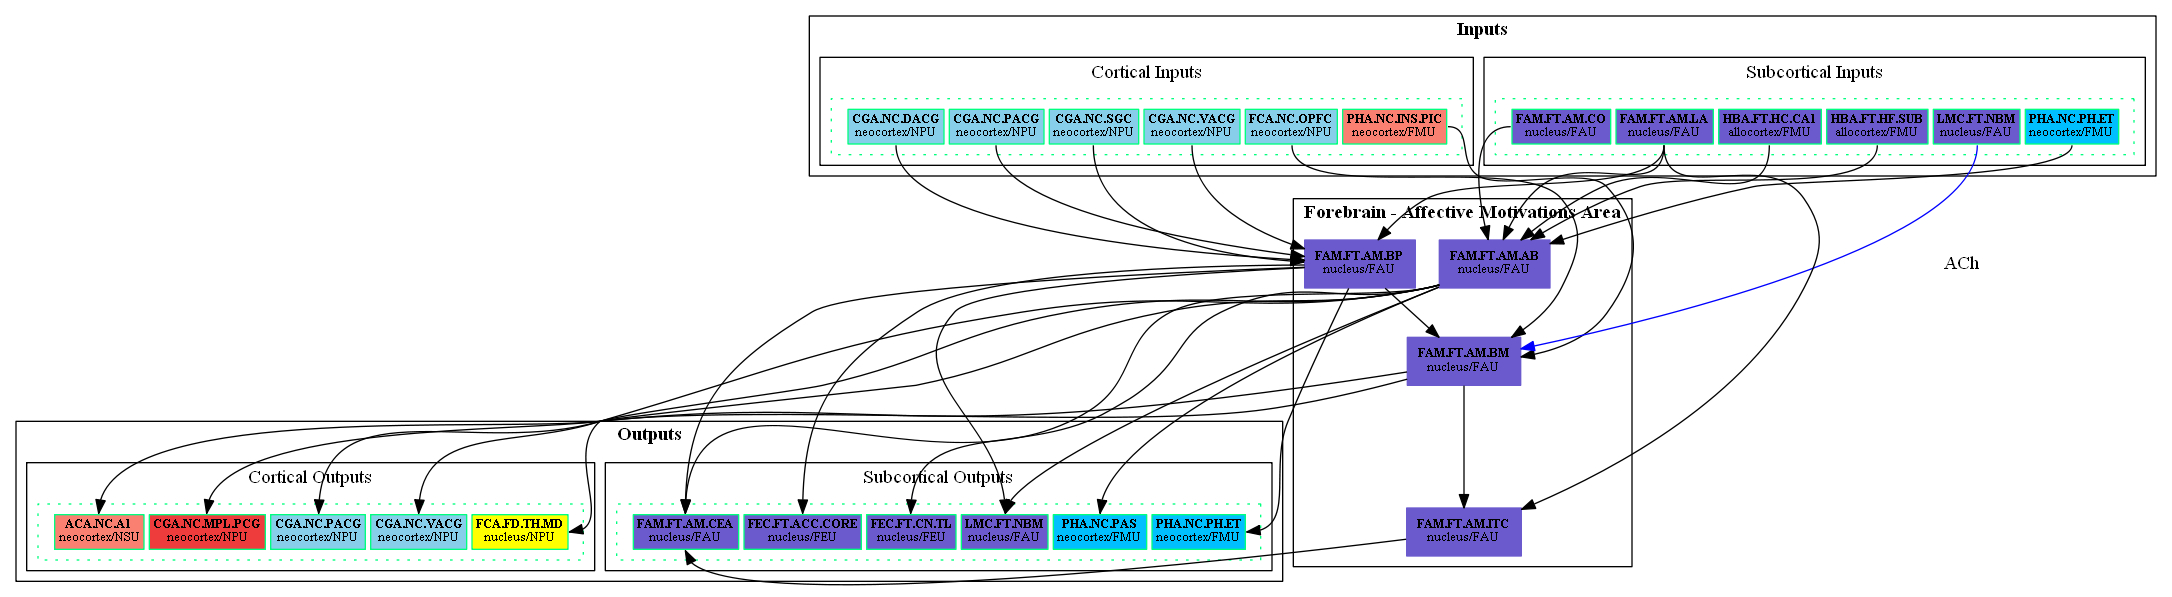 Inputs
Cortical Inputs
Subcortical Inputs
CGA.NC.DACG
neocortex/NPU
CGA.NC.PACG
neocortex/NPU
CGA.NC.SGC
neocortex/NPU
CGA.NC.VACG
neocortex/NPU
FCA.NC.OPFC
neocortex/NPU
PHA.NC.INS.PIC
neocortex/FMU
FAM.FT.AM.CO
nucleus/FAU
FAM.FT.AM.LA
nucleus/FAU
HBA.FT.HC.CA1
allocortex/FMU
HBA.FT.HF.SUB
allocortex/FMU
LMC.FT.NBM
nucleus/FAU
PHA.NC.PH.ET
neocortex/FMU
Forebrain - Affective Motivations Area
FAM.FT.AM.BP
nucleus/FAU
FAM.FT.AM.AB
nucleus/FAU
ACh
FAM.FT.AM.BM
nucleus/FAU
Outputs
Cortical Outputs
Subcortical Outputs
ACA.NC.A1
neocortex/NSU
CGA.NC.MPL.PCG
neocortex/NPU
CGA.NC.PACG
neocortex/NPU
CGA.NC.VACG
neocortex/NPU
FCA.FD.TH.MD
nucleus/NPU
FAM.FT.AM.CEA
nucleus/FAU
FEC.FT.ACC.CORE
nucleus/FEU
FEC.FT.CN.TL
nucleus/FEU
LMC.FT.NBM
nucleus/FAU
PHA.NC.PAS
neocortex/FMU
PHA.NC.PH.ET
neocortex/FMU
FAM.FT.AM.ITC
nucleus/FAU